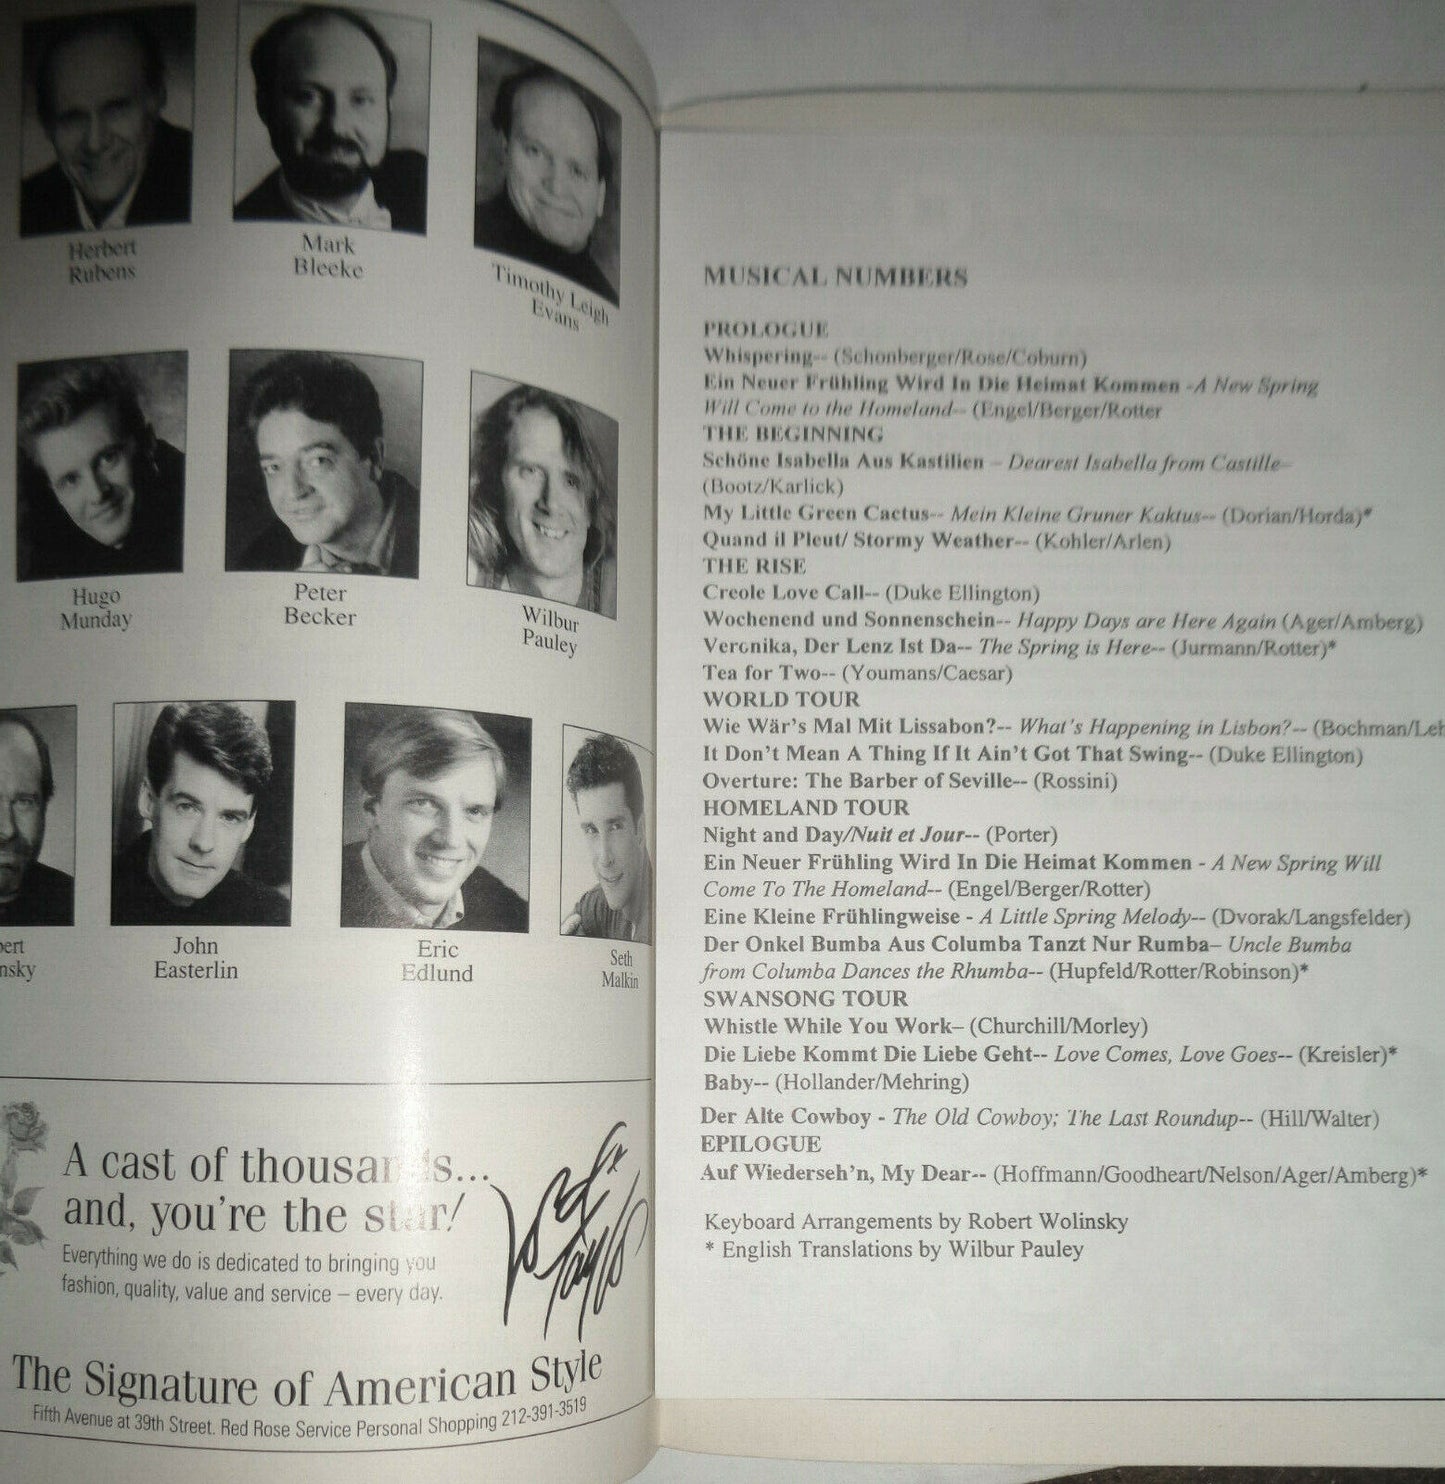 Herbert
Rubens
Mark
Bleeke
Timothy Leigh
Evans
Hugo
Munday
Peter
Becker
Wilbur
Pauley
bert
nsky
John
Easterlin
Eric
Edlund
Seth
Malkin
A cast of thousands...
and, you're the star!
Everything we do is dedicated to bringing you
fashion, quality, value and service – every day.
Lord & Taylor
The Signature of American Style
Fifth Avenue at 39th Street. Red Rose Service Personal Shopping 212-391-3519
MUSICAL NUMBERS
PROLOGUE
Whispering-- (Schonberger/Rose/Coburn)
Ein Neuer Frühling Wird In Die Heimat Kommen -A New Spring
Will Come to the Homeland-- (Engel/Berger/Rotter
THE BEGINNING
Schöne Isabella Aus Kastilien – Dearest Isabella from Castille–
(Bootz/Karlick)
My Little Green Cactus-- Mein Kleine Gruner Kaktus-- (Dorian/Horda)*
Quand il Pleut/ Stormy Weather-- (Kohler/Arlen)
THE RISE
Creole Love Call-- (Duke Ellington)
Wochenend und Sonnenschein-- Happy Days are Here Again (Ager/Amberg)
Veronika, Der Lenz Ist Da-- The Spring is Here-- (Jurmann/Rotter)*
Tea for Two-- (Youmans/Caesar)
WORLD TOUR
Wie Wär's Mal Mit Lissabon?-- What's Happening in Lisbon?-- (Bochman/Leh
It Don't Mean A Thing If It Ain't Got That Swing-- (Duke Ellington)
Overture: The Barber of Seville-- (Rossini)
HOMELAND TOUR
Night and Day/Nuit et Jour-- (Porter)
Ein Neuer Frühling Wird In Die Heimat Kommen - A New Spring Will
Come To The Homeland-- (Engel/Berger/Rotter)
Eine Kleine Frühlingweise - A Little Spring Melody-- (Dvorak/Langsfelder)
Der Onkel Bumba Aus Columba Tanzt Nur Rumba– Uncle Bumba
from Columba Dances the Rhumba-- (Hupfeld/Rotter/Robinson)*
SWANSONG TOUR
Whistle While You Work– (Churchill/Morley)
Die Liebe Kommt Die Liebe Geht-- Love Comes, Love Goes-- (Kreisler)*
Baby-- (Hollander/Mehring)
Der Alte Cowboy - The Old Cowboy; The Last Roundup-- (Hill/Walter)
EPILOGUE
Auf Wiederseh'n, My Dear-- (Hoffmann/Goodheart/Nelson/Ager/Amberg)*
Keyboard Arrangements by Robert Wolinsky
* English Translations by Wilbur Pauley